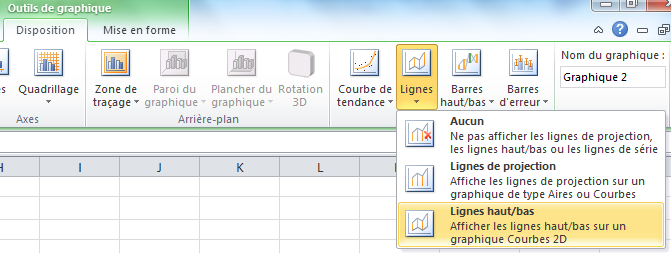 Outils de graphique
Disposition
Mise en forme
Quadrillage
Zone de traçage
Paroi du graphique
Plancher du graphique
Rotation 3D
Courbe de tendance
Lignes
Barres haut/bas
Barres d'erreur
Nom du graphique :
Graphique 2
Axes
Arrière-plan
Aucun
Ne pas afficher les lignes de projection,
les lignes haut/bas ou les lignes de série
Lignes de projection
Affiche les lignes de projection sur un
graphique de type Aires ou Courbes
Lignes haut/bas
Afficher les lignes haut/bas sur un
graphique Courbes 2D
H I J K L